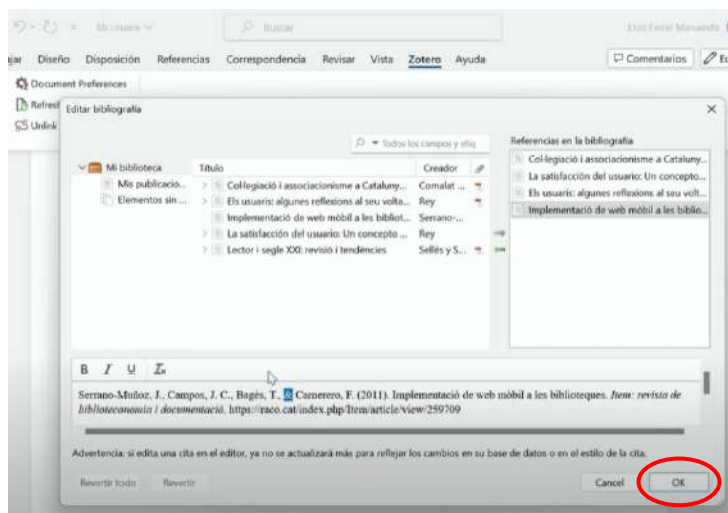 Buscar
Diseño Disposición Referencias Correspondencia Revisar Vista Zotero Ayuda Comentarios
Document Preferences
Refresh
Unlink
Editar bibliografía
Todos los campos y etiq
Referencias en la bibliografía
Mi biblioteca Título Creador
Mis publicacio... Col·legiació i associacionisme a Cataluny... Comalat ...
Elementos sin ... Els usuaris: algunes reflexions al seu volta... Rey
Implementació de web mòbil a les bibliot... Serrano-...
La satisfacción del usuario: Un concepto ... Rey
Lector i segle XXI: revisió i tendències Sellés y S...
Col·legiació i associacionisme a Cataluny...
La satisfacción del usuario: Un concepto...
Els usuaris: algunes reflexions al seu volt...
Implementació de web mòbil a les biblio...
B I U
Serrano-Muñoz, J., Campos, J. C., Bagés, T., & Carnerero, F. (2011). Implementació de web mòbil a les biblioteques. Item: revista de
biblioteconomia i documentació. https://raco.cat/index.php/Item/article/view/259709
Advertencia: si edita una cita en el editor, ya no se actualizará más para reflejar los cambios en su base de datos o en el estilo de la cita.
Revertir todo Revertir Cancel OK